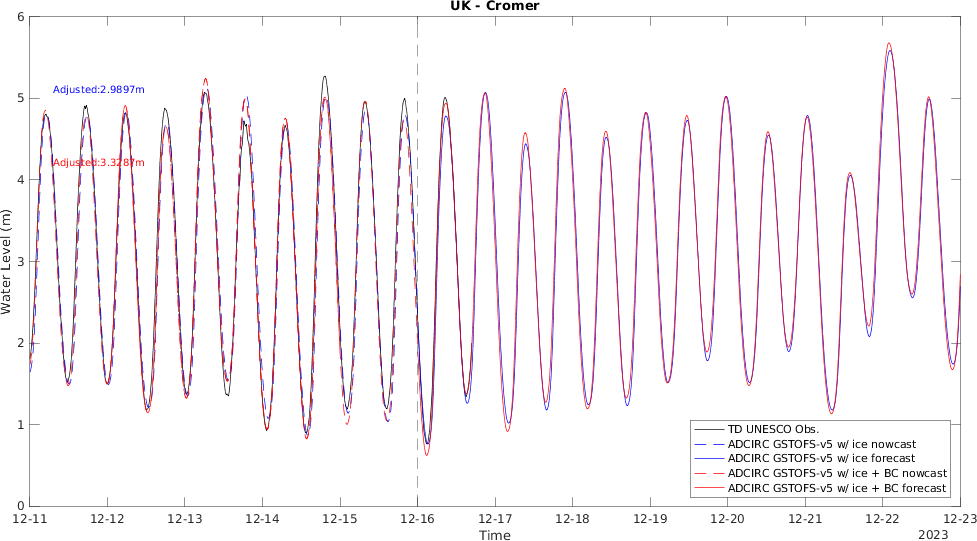 UK - Cromer
6
5
4
3
2
1
0
Water Level (m)
Adjusted:2.9897m
Adjusted:3.3287m
TD UNESCO Obs.
ADCIRC GSTOFS-v5 w/ ice nowcast
ADCIRC GSTOFS-v5 w/ ice forecast
ADCIRC GSTOFS-v5 w/ ice + BC nowcast
ADCIRC GSTOFS-v5 w/ ice + BC forecast
12-11 12-12 12-13 12-14 12-15 12-16 12-17 12-18 12-19 12-20 12-21 12-22 12-23
Time
2023